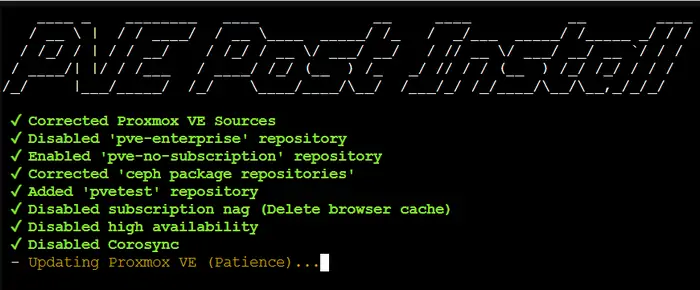 PVE Post Install
✓ Corrected Proxmox VE Sources
✓ Disabled 'pve-enterprise' repository
✓ Enabled 'pve-no-subscription' repository
✓ Corrected 'ceph package repositories'
✓ Added 'pvetest' repository
✓ Disabled subscription nag (Delete browser cache)
✓ Disabled high availability
✓ Disabled Corosync
- Updating Proxmox VE (Patience)...